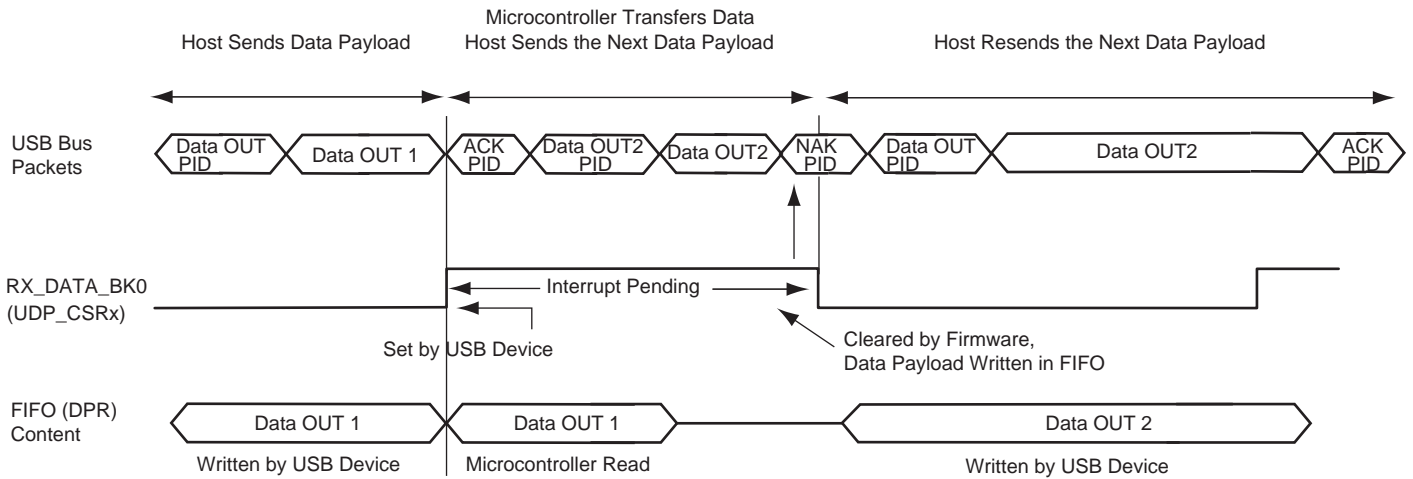 Microcontroller Transfers Data
Host Sends Data Payload
Host Sends the Next Data Payload
Host Resends the Next Data Payload
USB Bus
Packets
Data OUT
PID
Data OUT 1
ACK
PID
Data OUT2
PID
Data OUT2
NAK
PID
Data OUT
PID
Data OUT2
ACK
PID
RX_DATA_BK0
(UDP_CSRx)
Interrupt Pending
Set by USB Device
Cleared by Firmware,
Data Payload Written in FIFO
FIFO (DPR)
Content
Data OUT 1
Data OUT 1
Data OUT 2
Written by USB Device
Microcontroller Read
Written by USB Device